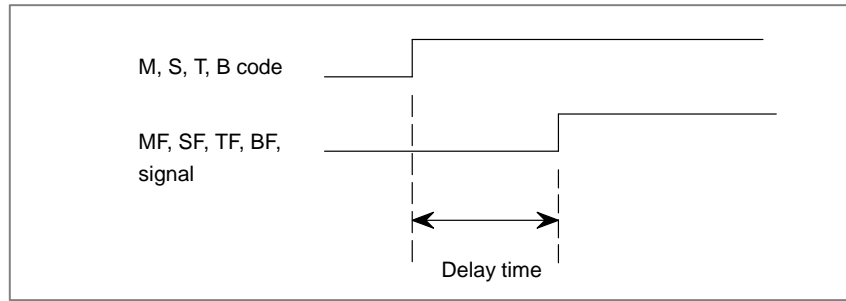 M, S, T, B code
MF, SF, TF, BF,
signal
Delay time